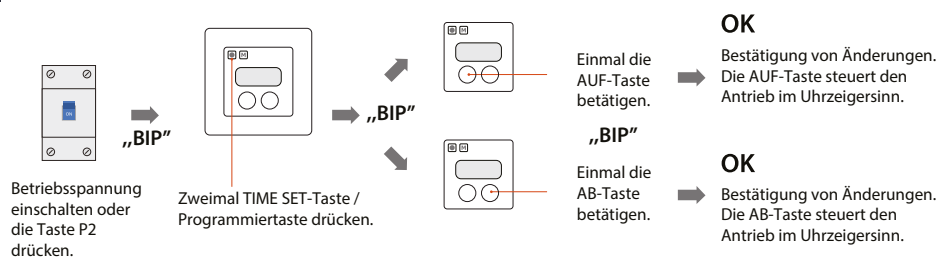 ON
„BIP"
Betriebsspannung
einschalten oder
die Taste P2
drücken.
M
Zweimal TIME SET-Taste /
Programmiertaste drücken.
„BIP"
M
Einmal die
AUF-Taste
betätigen.
OK
Bestätigung von Änderungen.
Die AUF-Taste steuert den
Antrieb im Uhrzeigersinn.
„BIP"
M
Einmal die
AB-Taste
betätigen.
OK
Bestätigung von Änderungen.
Die AB-Taste steuert den
Antrieb im Uhrzeigersinn.